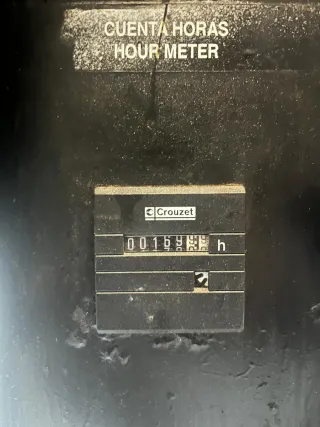 CUENTA HORAS
HOUR METER
Crouzet
0016
h